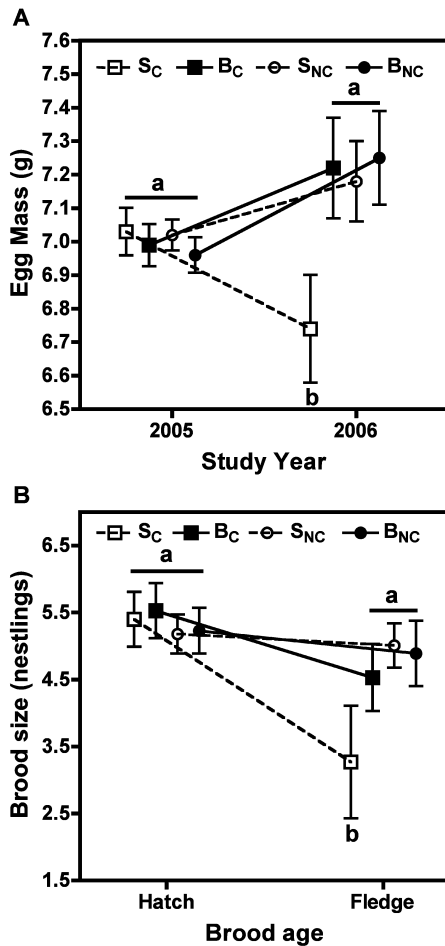 A
7.6
7.5
7.4
7.3
7.2
7.1
7.0
6.9
6.8
6.7
6.6
6.5
Egg Mass (g)
S_C B_C S_NC B_NC
a
a
b
2005 2006
Study Year
B
6.5
5.5
4.5
3.5
2.5
1.5
Brood size (nestlings)
S_C B_C S_NC B_NC
a
a
b
Hatch Fledge
Brood age